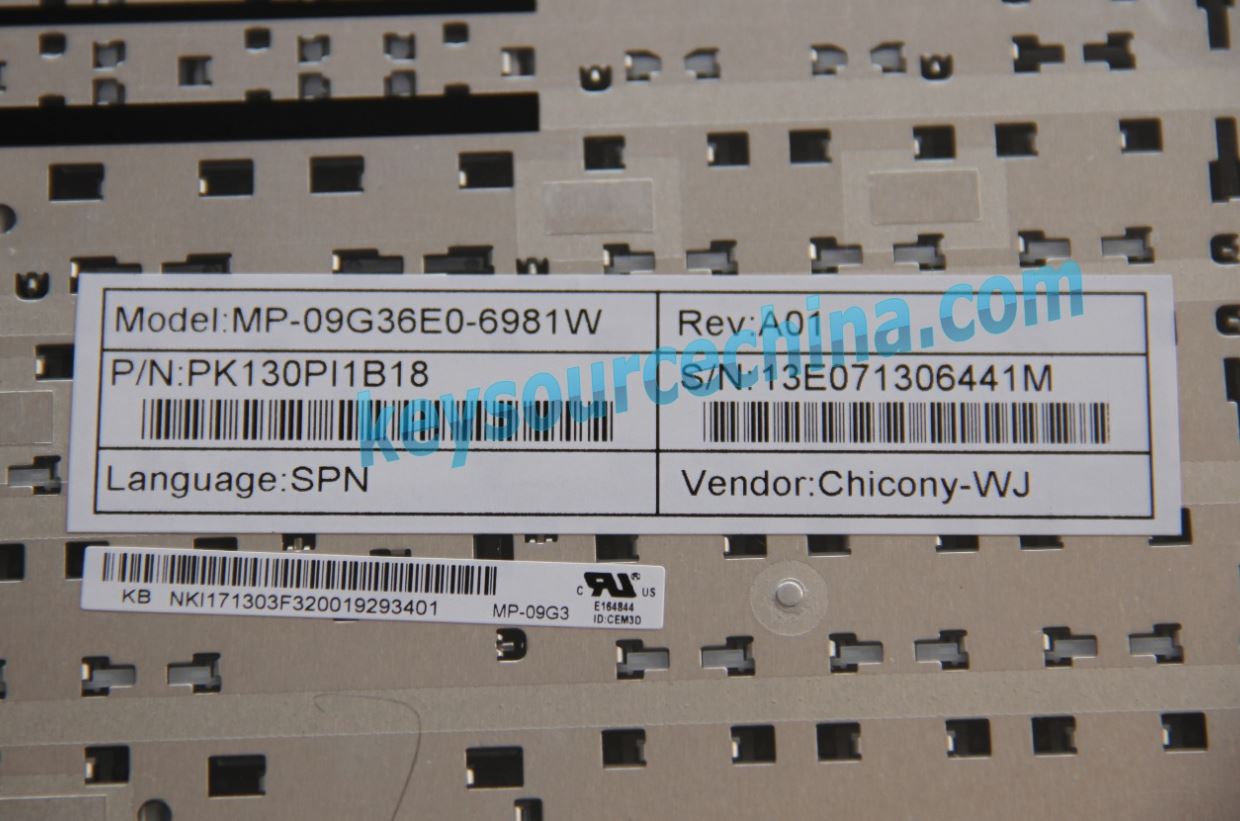 Model:MP-09G36E0-6981W
Rev:A01
P/N:PK130PI1B18
S/N:13E071306441M
keysourcechina.com
Language:SPN
Vendor:Chicony-WJ
KB NKI171303F320019293401
MP-09G3
C RU US
E164844
ID:CEM3D